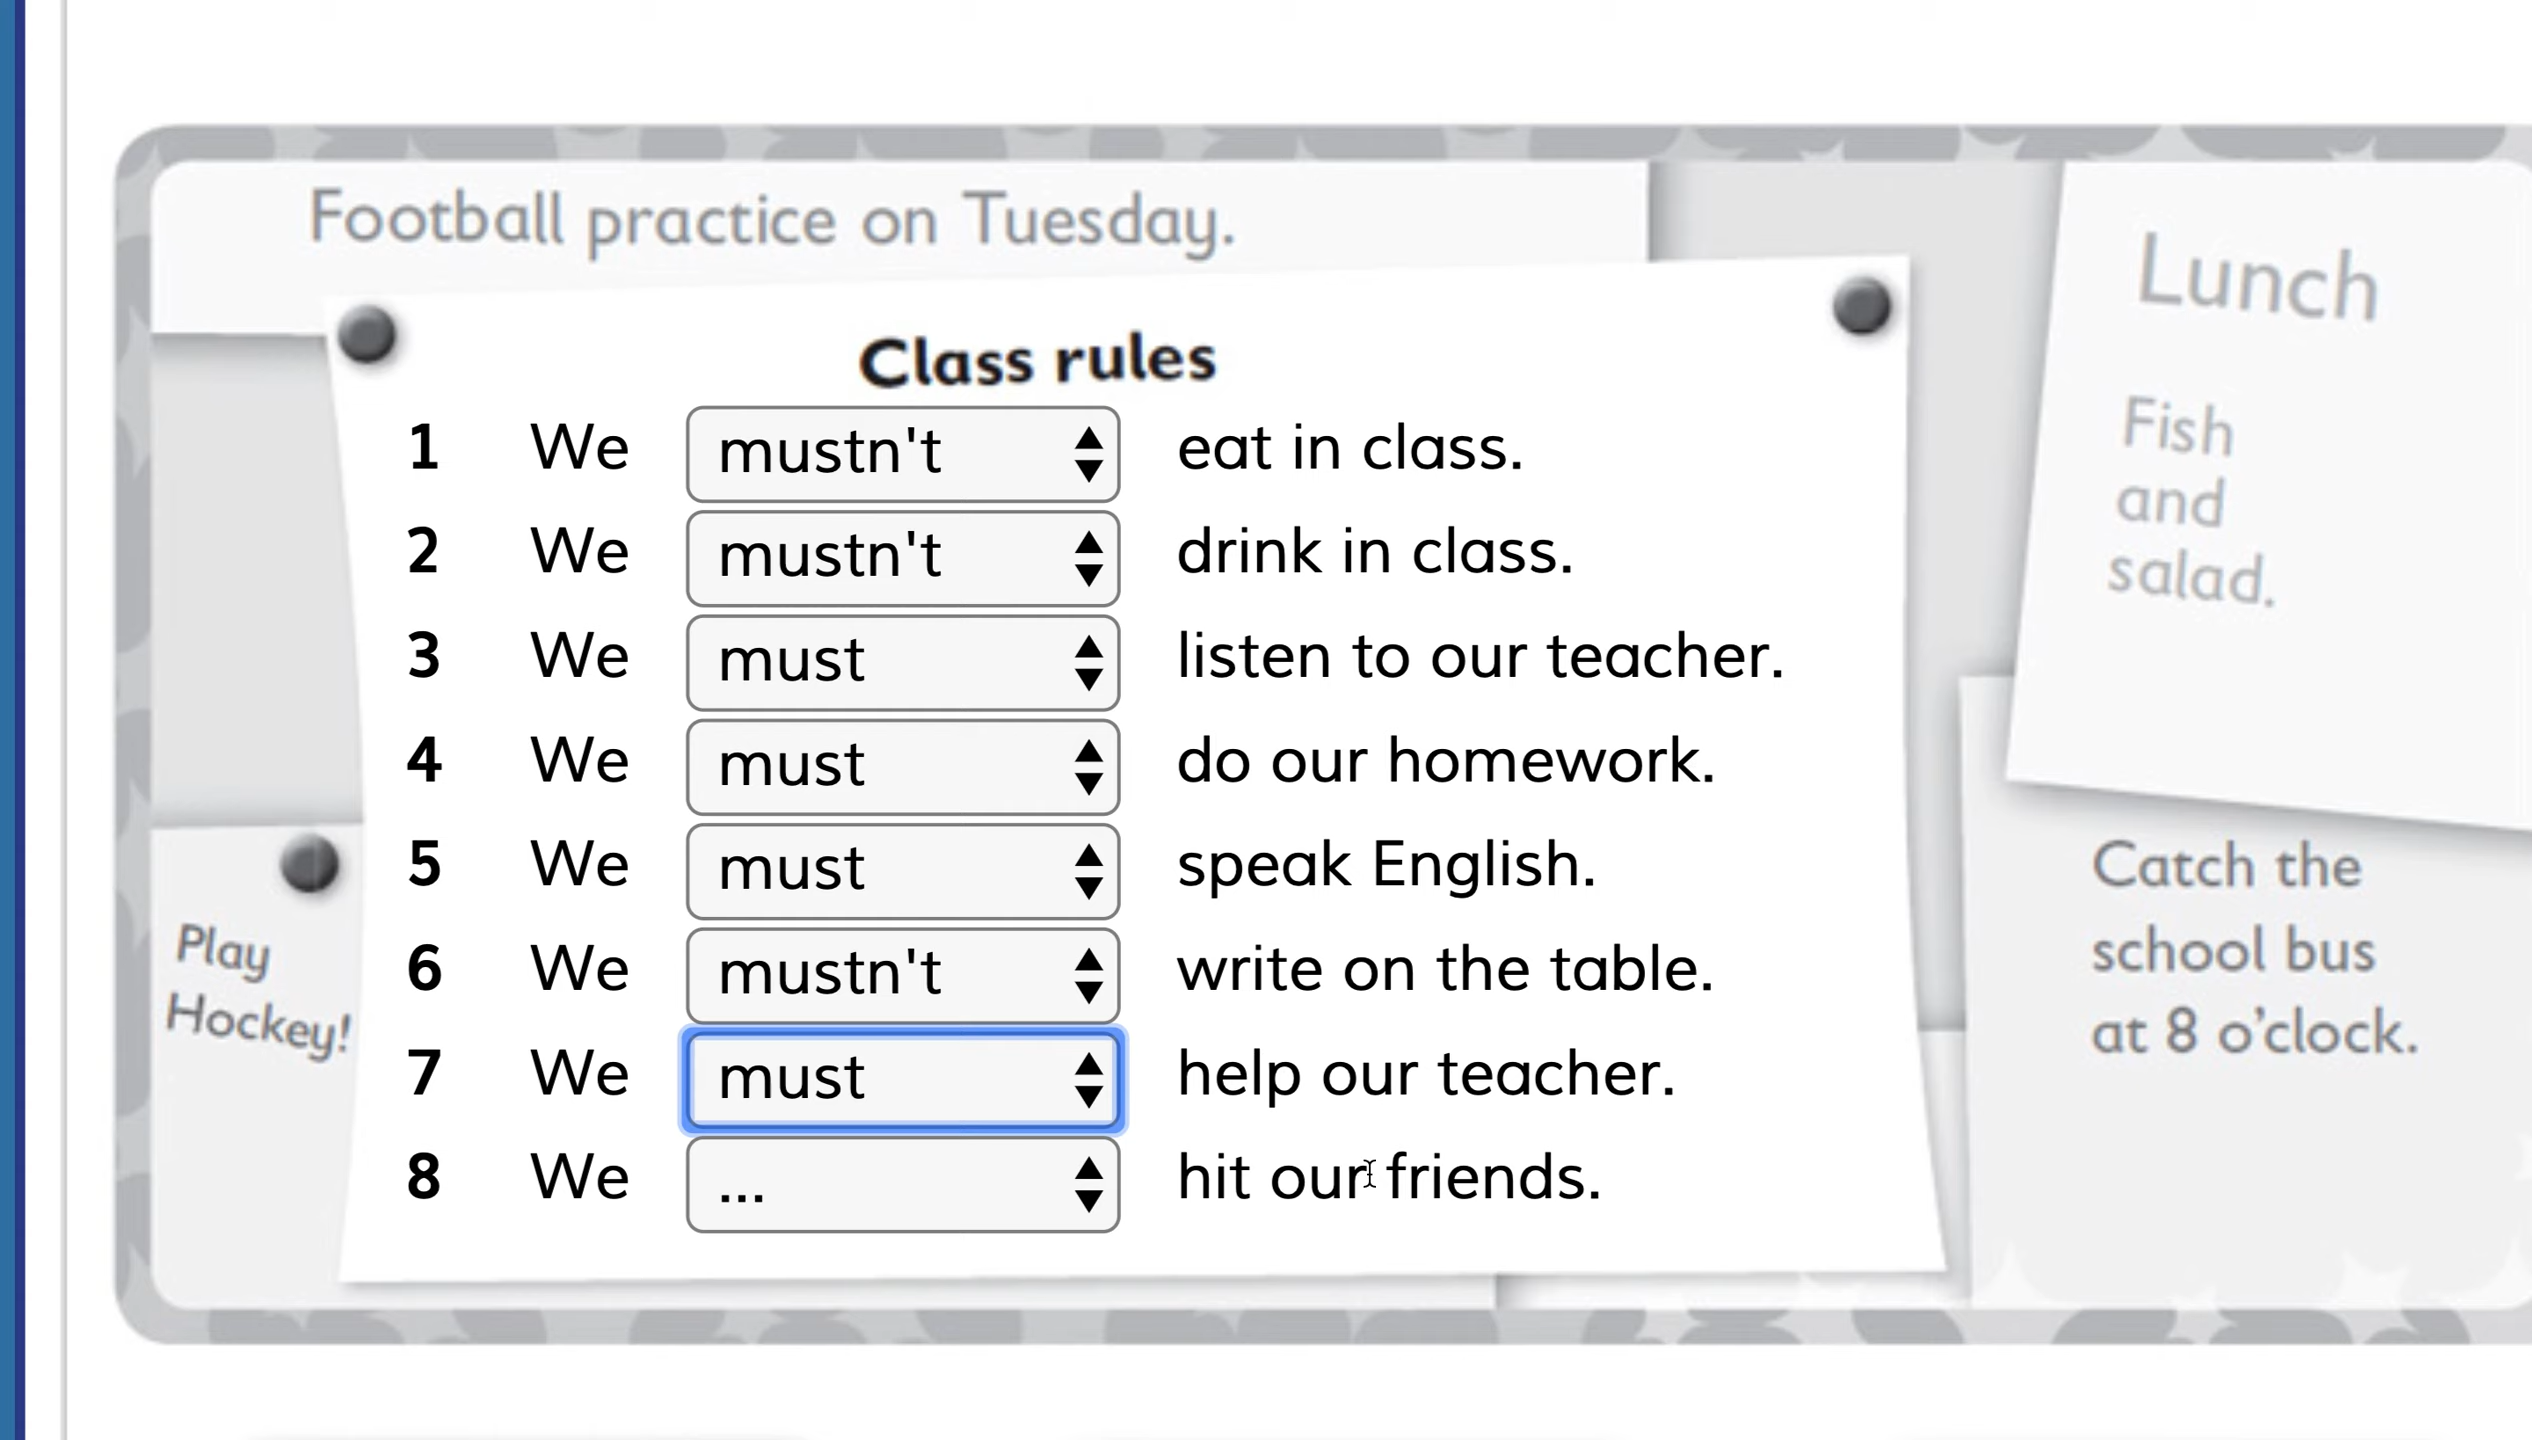 Football practice on Tuesday.
Class rules
1 We mustn't eat in class.
2 We mustn't drink in class.
3 We must listen to our teacher.
4 We must do our homework.
5 We must speak English.
6 We mustn't write on the table.
7 We must help our teacher.
8 We ... hit our friends.
Play
Hockey!
Lunch
Fish
and
salad.
Catch the
school bus
at 8 o'clock.